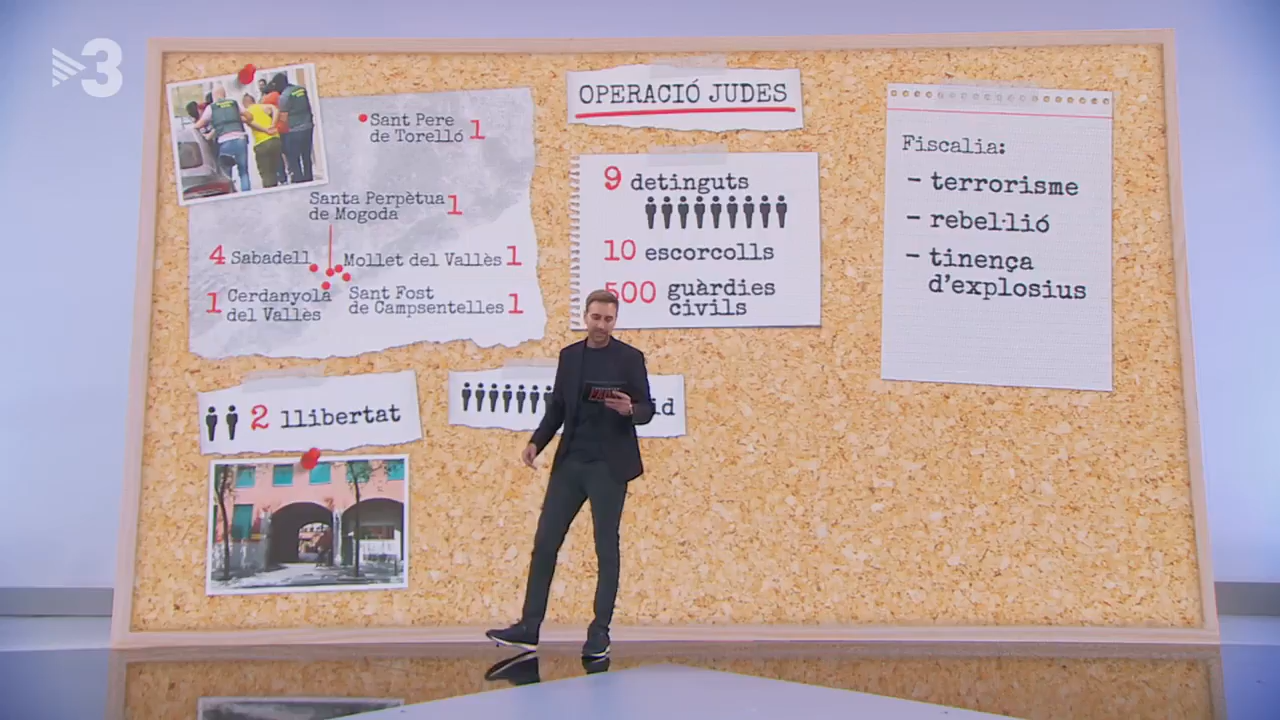 3
OPERACIÓ JUDES
Sant Pere
de Torelló 1
Santa Perpètua
de Mogoda 1
4 Sabadell
Mollet del Vallès 1
1 Cerdanyola
del Vallès
Sant Fost
de Campsentelles 1
9 detinguts
10 escorcolls
500 guàrdies
civils
Fiscalia:
- terrorisme
- rebel·lió
- tinença
d'explosius
2 llibertat